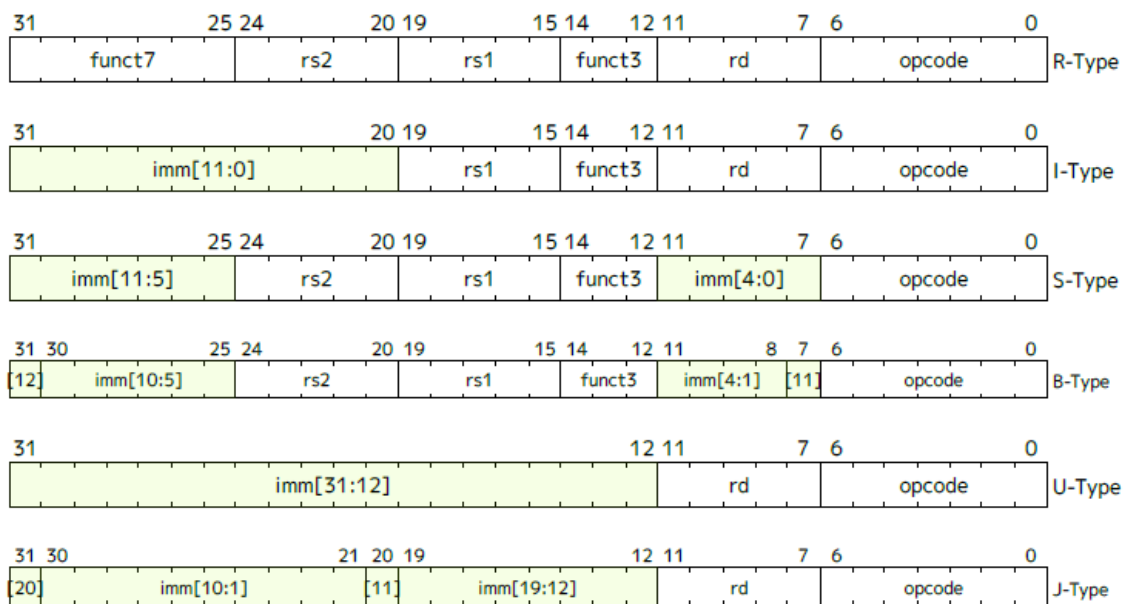 31 25 24 20 19 15 14 12 11 7 6 0
funct7 rs2 rs1 funct3 rd opcode R-Type
31 20 19 15 14 12 11 7 6 0
imm[11:0] rs1 funct3 rd opcode I-Type
31 25 24 20 19 15 14 12 11 7 6 0
imm[11:5] rs2 rs1 funct3 imm[4:0] opcode S-Type
31 30 25 24 20 19 15 14 12 11 8 7 6 0
[12] imm[10:5] rs2 rs1 funct3 imm[4:1] [11] opcode B-Type
31 12 11 7 6 0
imm[31:12] rd opcode U-Type
31 30 21 20 19 12 11 7 6 0
[20] imm[10:1] [11] imm[19:12] rd opcode J-Type